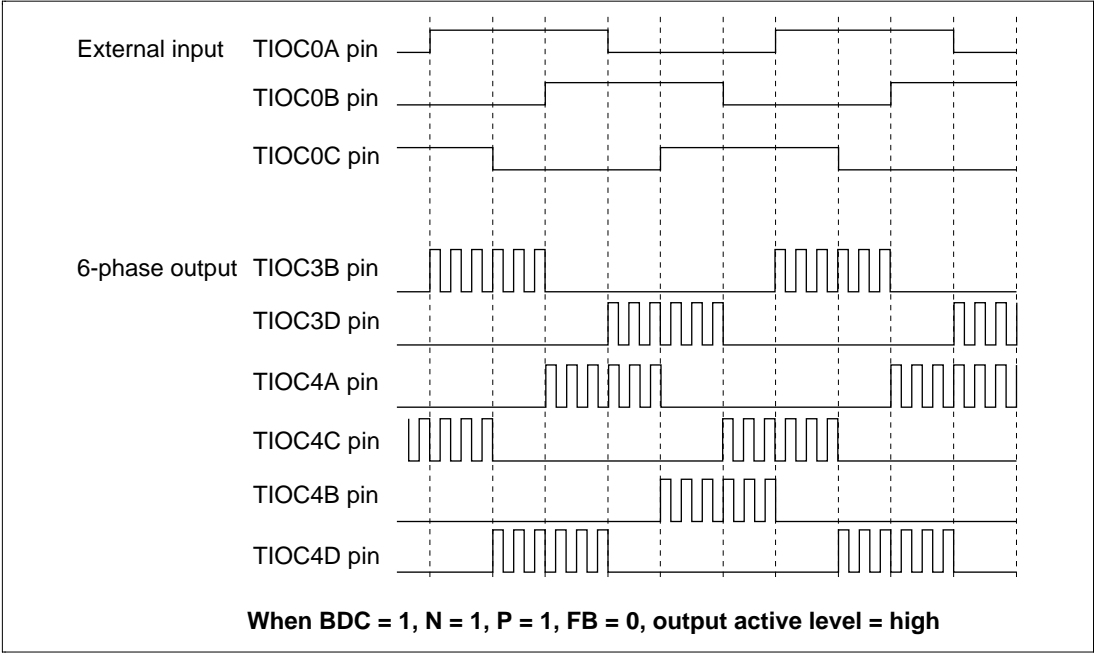 External input TIOC0A pin
TIOC0B pin
TIOC0C pin
6-phase output TIOC3B pin
TIOC3D pin
TIOC4A pin
TIOC4C pin
TIOC4B pin
TIOC4D pin
When BDC = 1, N = 1, P = 1, FB = 0, output active level = high